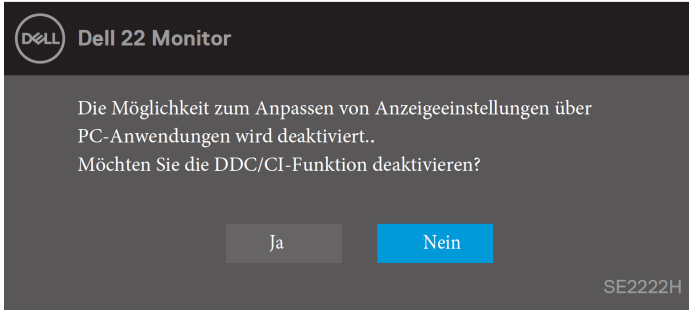 DELL Dell 22 Monitor
Die Möglichkeit zum Anpassen von Anzeigeeinstellungen über
PC-Anwendungen wird deaktiviert..
Möchten Sie die DDC/CI-Funktion deaktivieren?
Ja Nein
SE2222H